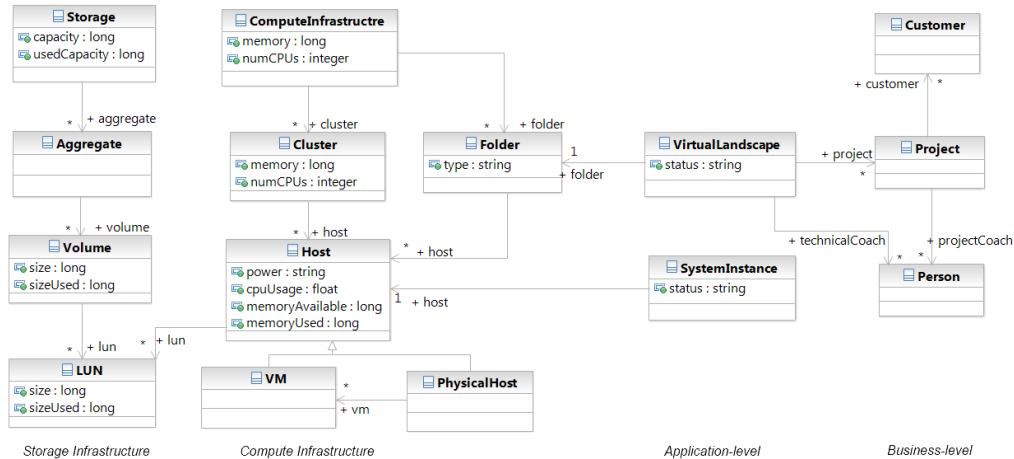 Storage
capacity : long
usedCapacity : long
* + aggregate
Aggregate
* + volume
Volume
size : long
sizeUsed : long
* + lun
LUN
size : long
sizeUsed : long
Storage Infrastructure
ComputeInfrastructre
memory : long
numCPUs : integer
* + cluster
* + folder
Cluster
memory : long
numCPUs : integer
* + host
Folder
type : string
* + host
Host
power : string
cpuUsage : float
memoryAvailable : long
memoryUsed : long
* + lun
VM
PhysicalHost
*
+ vm
Compute Infrastructure
VirtualLandscape
status : string
1
+ folder
+ project
*
+ technicalCoach
*
SystemInstance
status : string
1 + host
Application-level
Customer
+ customer *
Project
* + projectCoach
Person
Business-level